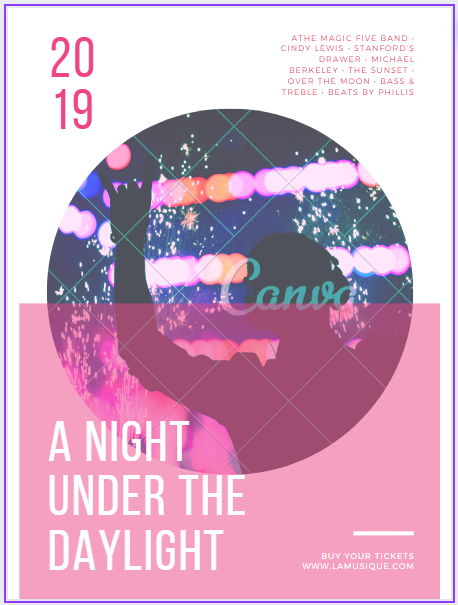 20
19
ATHE MAGIC FIVE BAND ·
CINDY LEWIS · STANFORD'S
DRAWER · MICHAEL
BERKELEY · THE SUNSET ·
OVER THE MOON · BASS &
TREBLE · BEATS BY PHILLIS
Canva
A NIGHT
UNDER THE
DAYLIGHT
BUY YOUR TICKETS
WWW.LAMUSIQUE.COM